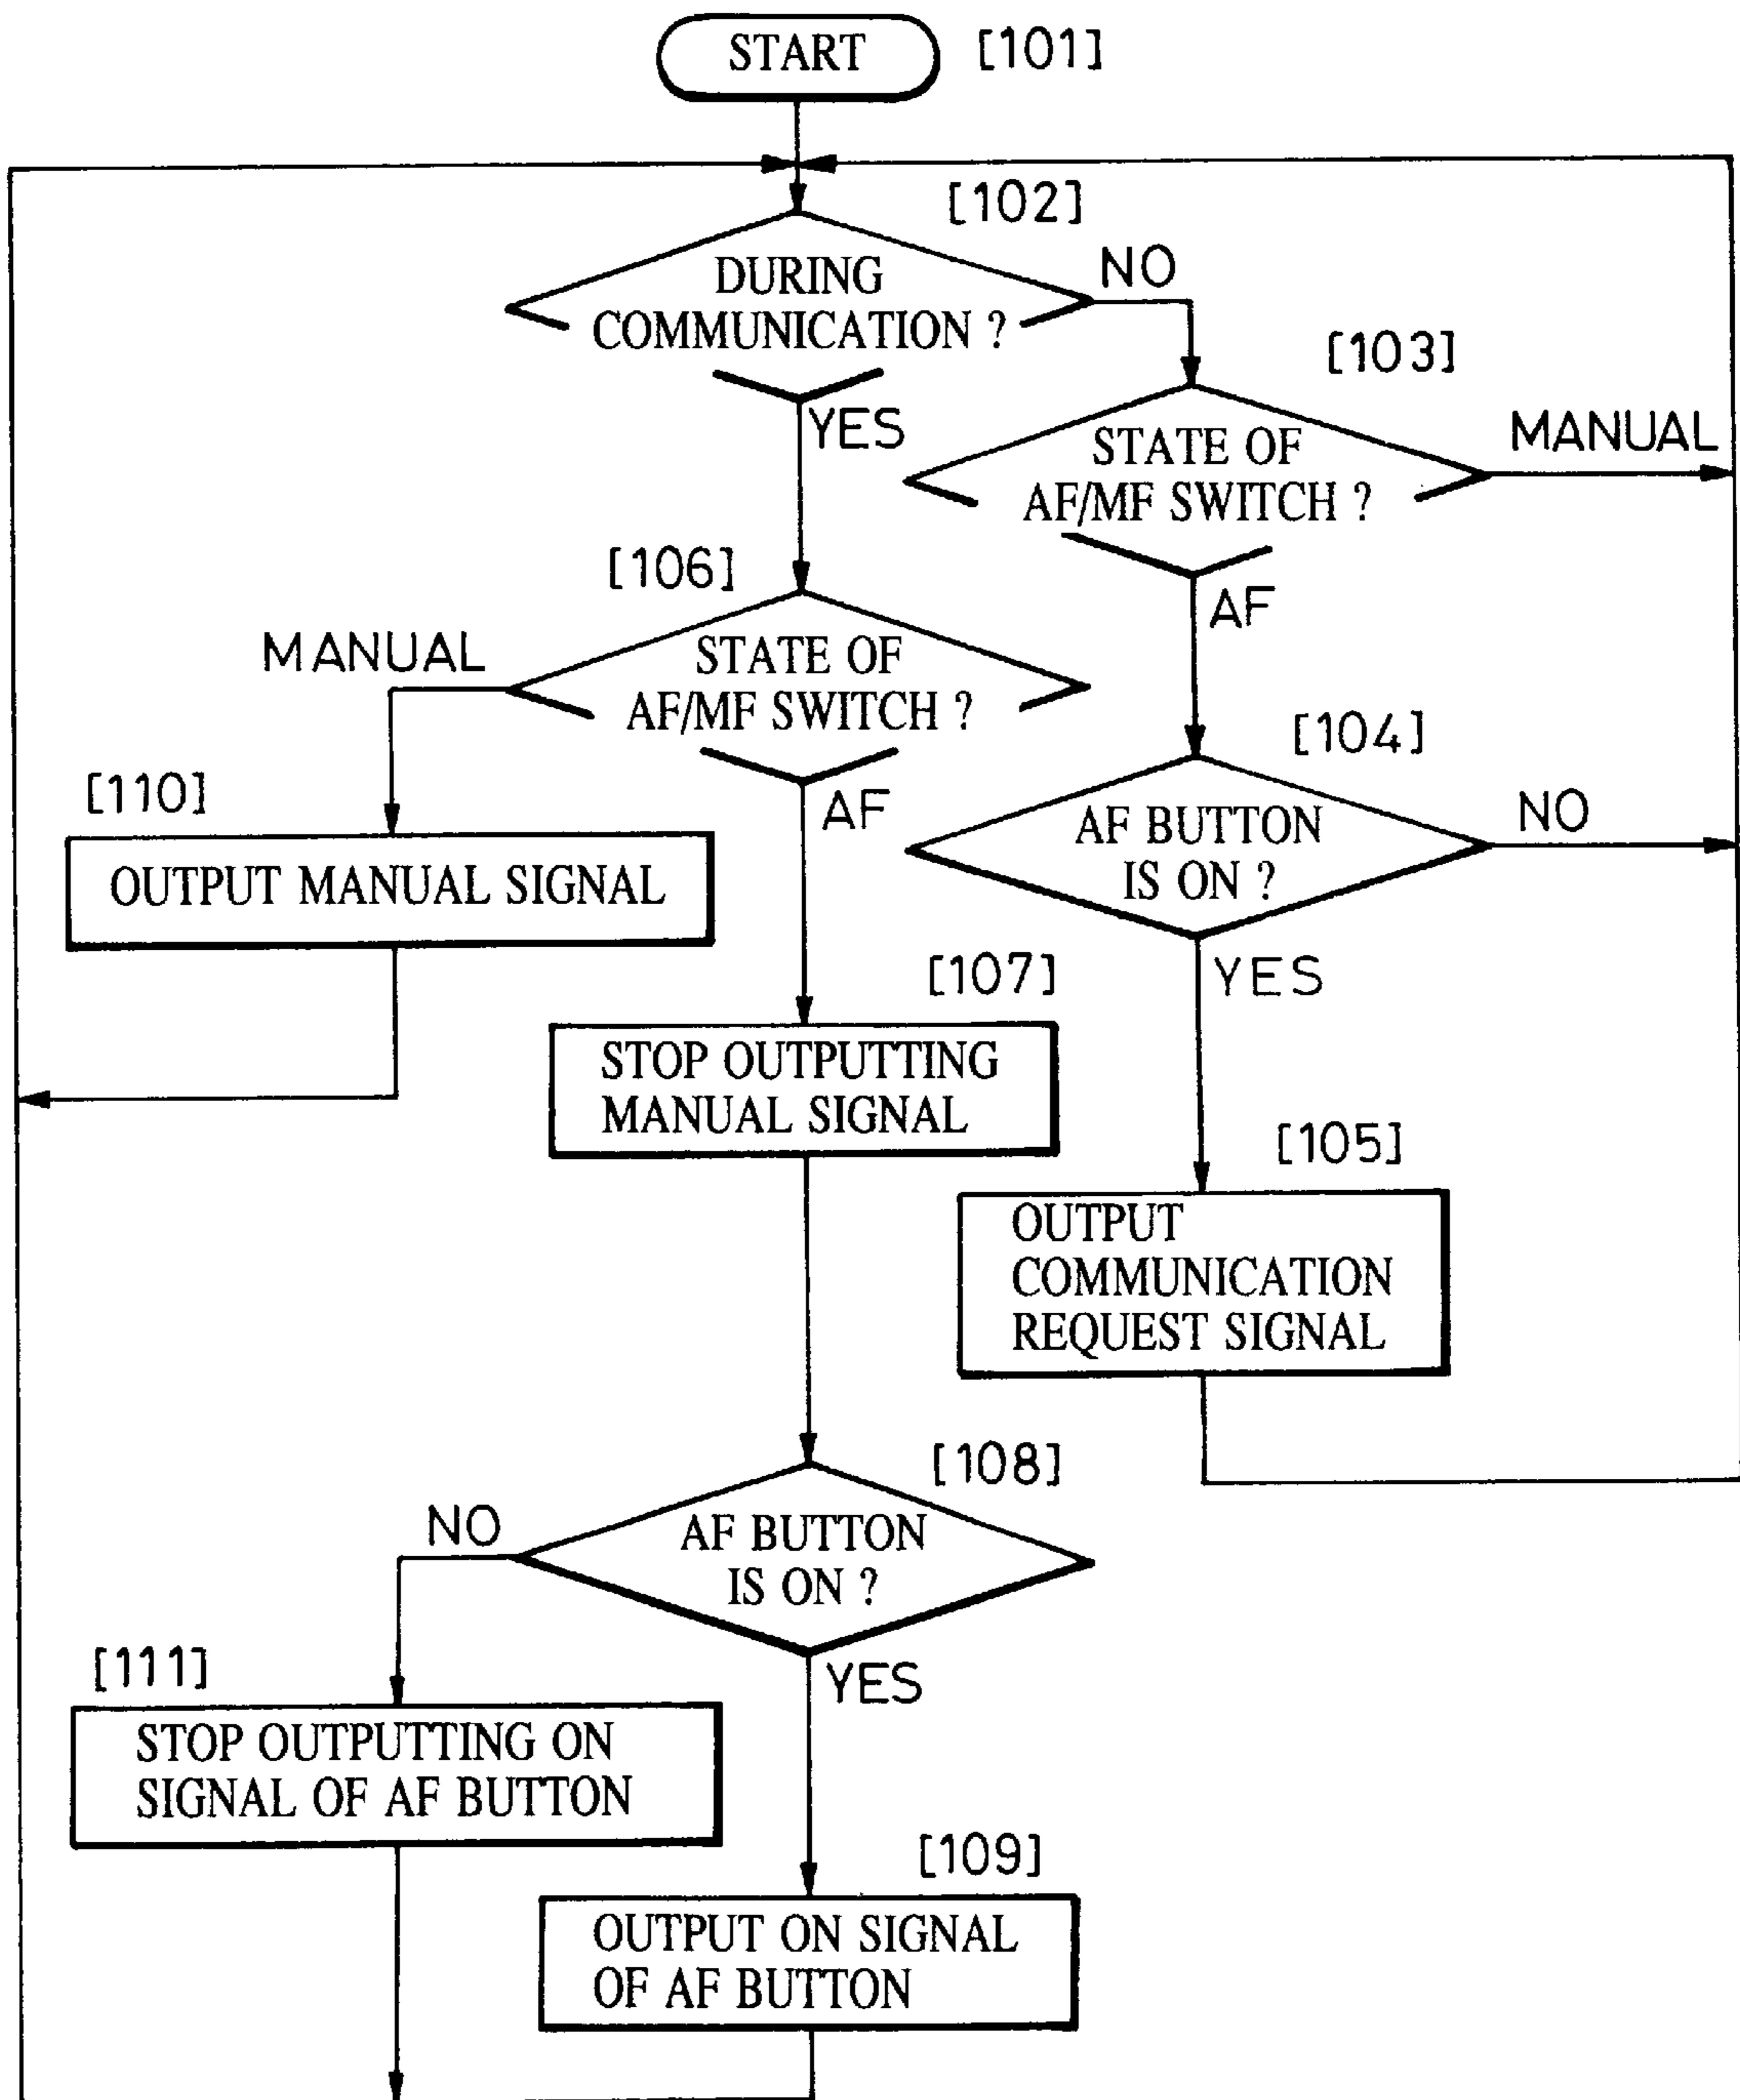 START [101]
[102]
DURING
COMMUNICATION ?
NO
YES
[103]
STATE OF
AF/MF SWITCH ?
MANUAL
AF
[106]
STATE OF
AF/MF SWITCH ?
MANUAL
AF
[104]
AF BUTTON
IS ON ?
NO
YES
[110]
OUTPUT MANUAL SIGNAL
[107]
STOP OUTPUTTING
MANUAL SIGNAL
[105]
OUTPUT
COMMUNICATION
REQUEST SIGNAL
[108]
AF BUTTON
IS ON ?
NO
YES
[111]
STOP OUTPUTTING ON
SIGNAL OF AF BUTTON
[109]
OUTPUT ON SIGNAL
OF AF BUTTON